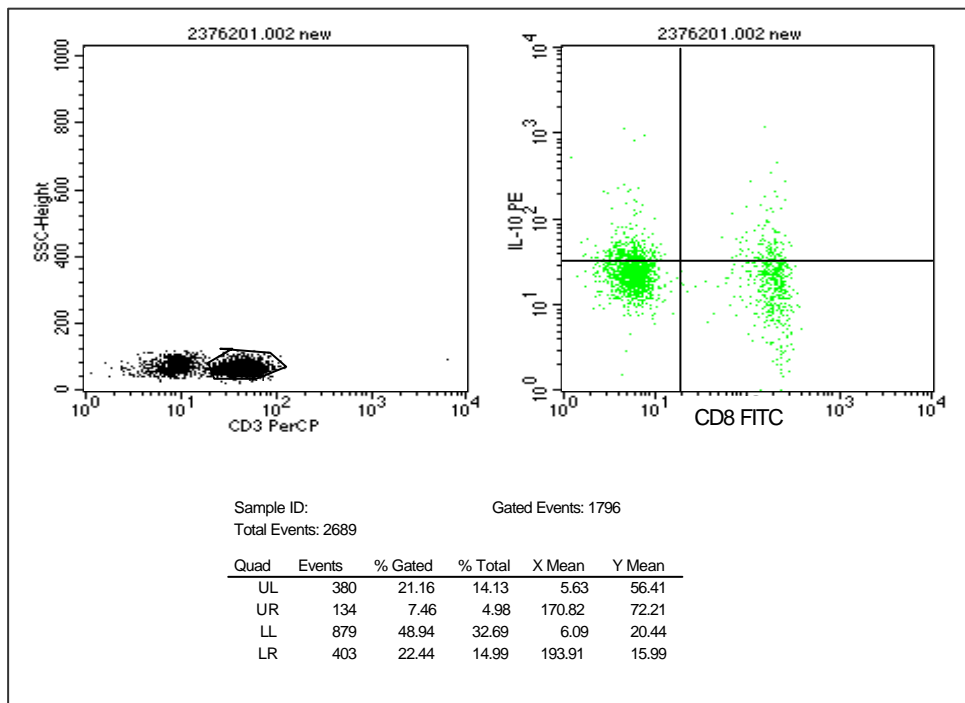 2376201.002 new
1000
800
600
400
200
0
SSC-Height
10^0 10^1 10^2 10^3 10^4
CD3 PerCP
2376201.002 new
10^4
10^3
10^2
10^1
10^0
IL-10 PE
10^0 10^1 10^2 10^3 10^4
CD8 FITC
Sample ID: Gated Events: 1796
Total Events: 2689
Quad Events % Gated % Total X Mean Y Mean
UL 380 21.16 14.13 5.63 56.41
UR 134 7.46 4.98 170.82 72.21
LL 879 48.94 32.69 6.09 20.44
LR 403 22.44 14.99 193.91 15.99